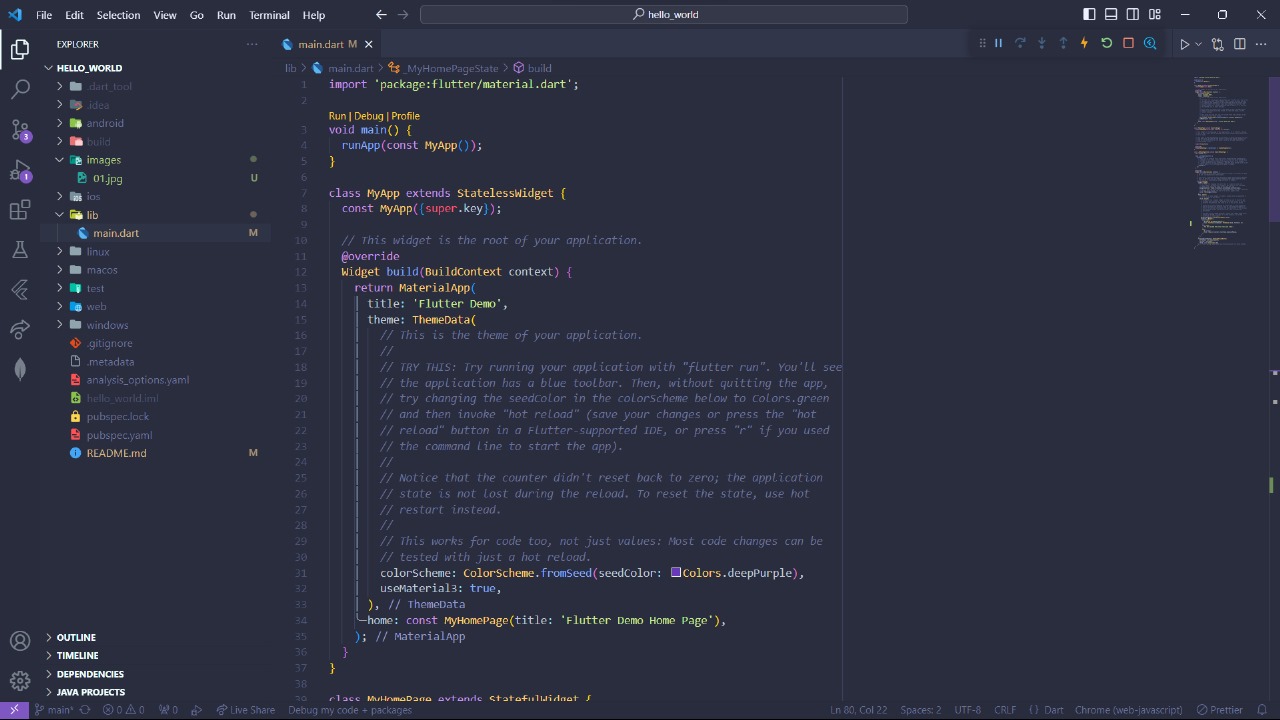 File Edit Selection View Go Run Terminal Help
hello_world
EXPLORER
HELLO_WORLD
.dart_tool
.idea
android
build
images
01.jpg U
ios
lib
main.dart M
linux
macos
test
web
windows
.gitignore
.metadata
analysis_options.yaml
hello_world.iml
pubspec.lock
pubspec.yaml
README.md M
OUTLINE
TIMELINE
DEPENDENCIES
JAVA PROJECTS
3
1
main.dart M
lib > main.dart > _MyHomePageState > build
1 import 'package:flutter/material.dart';
2
Run | Debug | Profile
3 void main() {
4 runApp(const MyApp());
5 }
6
7 class MyApp extends StatelessWidget {
8 const MyApp({super.key});
9
10 // This widget is the root of your application.
11 @override
12 Widget build(BuildContext context) {
13 return MaterialApp(
14 title: 'Flutter Demo',
15 theme: ThemeData(
16 // This is the theme of your application.
17 //
18 // TRY THIS: Try running your application with "flutter run". You'll see
19 // the application has a blue toolbar. Then, without quitting the app,
20 // try changing the seedColor in the colorScheme below to Colors.green
21 // and then invoke "hot reload" (save your changes or press the "hot
22 // reload" button in a Flutter-supported IDE, or press "r" if you used
23 // the command line to start the app).
24 //
25 // Notice that the counter didn't reset back to zero; the application
26 // state is not lost during the reload. To reset the state, use hot
27 // restart instead.
28 //
29 // This works for code too, not just values: Most code changes can be
30 // tested with just a hot reload.
31 colorScheme: ColorScheme.fromSeed(seedColor: Colors.deepPurple),
32 useMaterial3: true,
33 ), // ThemeData
34 home: const MyHomePage(title: 'Flutter Demo Home Page'),
35 ); // MaterialApp
36 }
37 }
38
39 class MyHomePage extends StatefulWidget {
main* 0 0 0 Live Share Debug my code + packages Ln 80, Col 22 Spaces: 2 UTF-8 CRLF {} Dart Chrome (web-javascript) Prettier